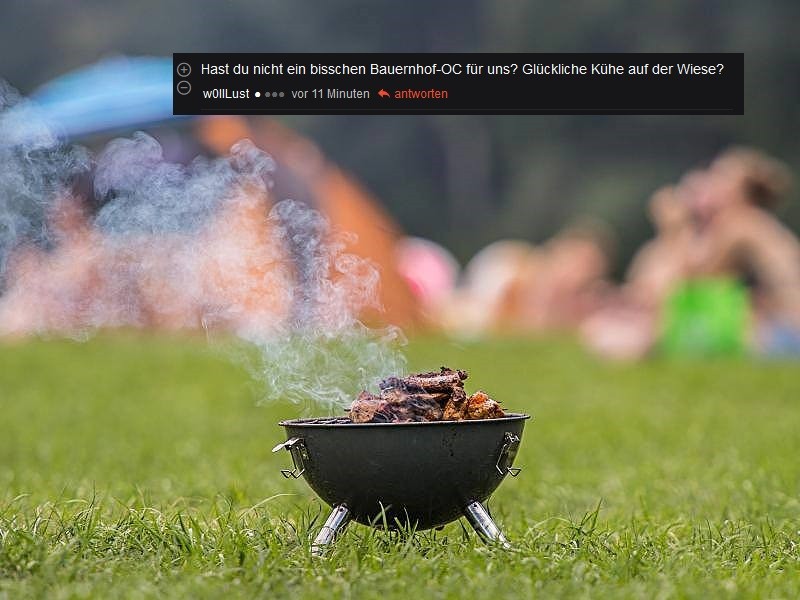 Hast du nicht ein bisschen Bauernhof-OC für uns? Glückliche Kühe auf der Wiese?
w0llLust vor 11 Minuten antworten